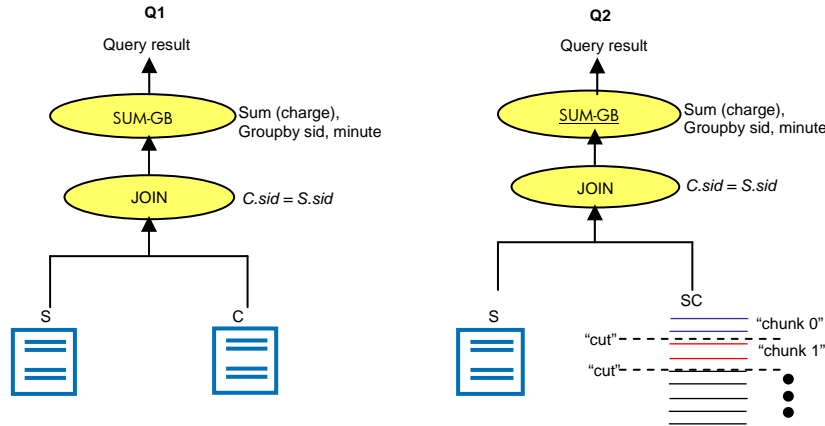 Q1
Query result
SUM-GB
Sum (charge),
Groupby sid, minute
JOIN
C.sid = S.sid
S
C
Q2
Query result
SUM-GB
Sum (charge),
Groupby sid, minute
JOIN
C.sid = S.sid
S
SC
“chunk 0”
“cut”
“chunk 1”
“cut”